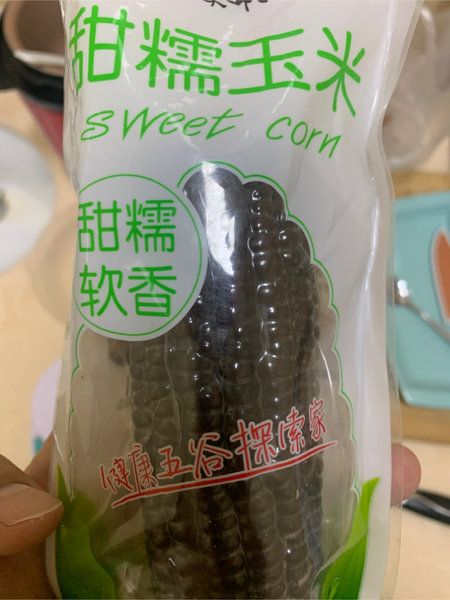 甜糯玉米
sweet corn
甜糯
软香
健康五谷探索家